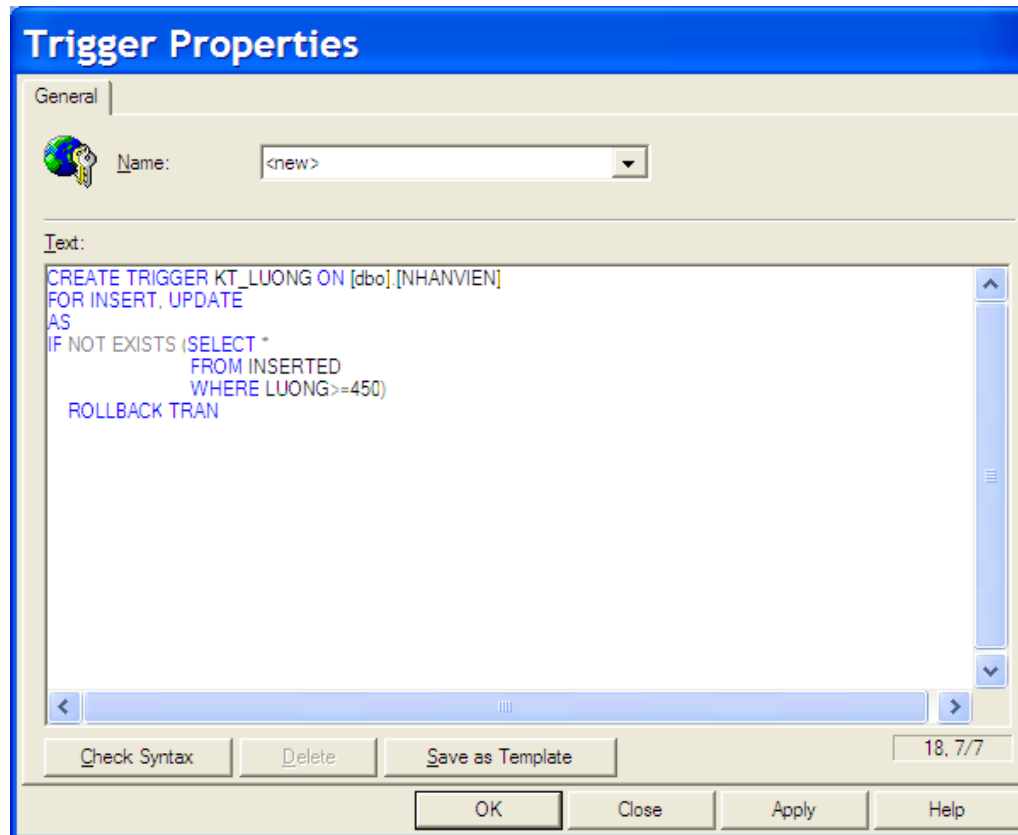 Trigger Properties
General
Name:
<new>
Text:
CREATE TRIGGER KT_LUONG ON [dbo].[NHANVIEN]
FOR INSERT, UPDATE
AS
IF NOT EXISTS (SELECT *
FROM INSERTED
WHERE LUONG>=450)
ROLLBACK TRAN
Check Syntax
Delete
Save as Template
18, 7/7
OK
Close
Apply
Help